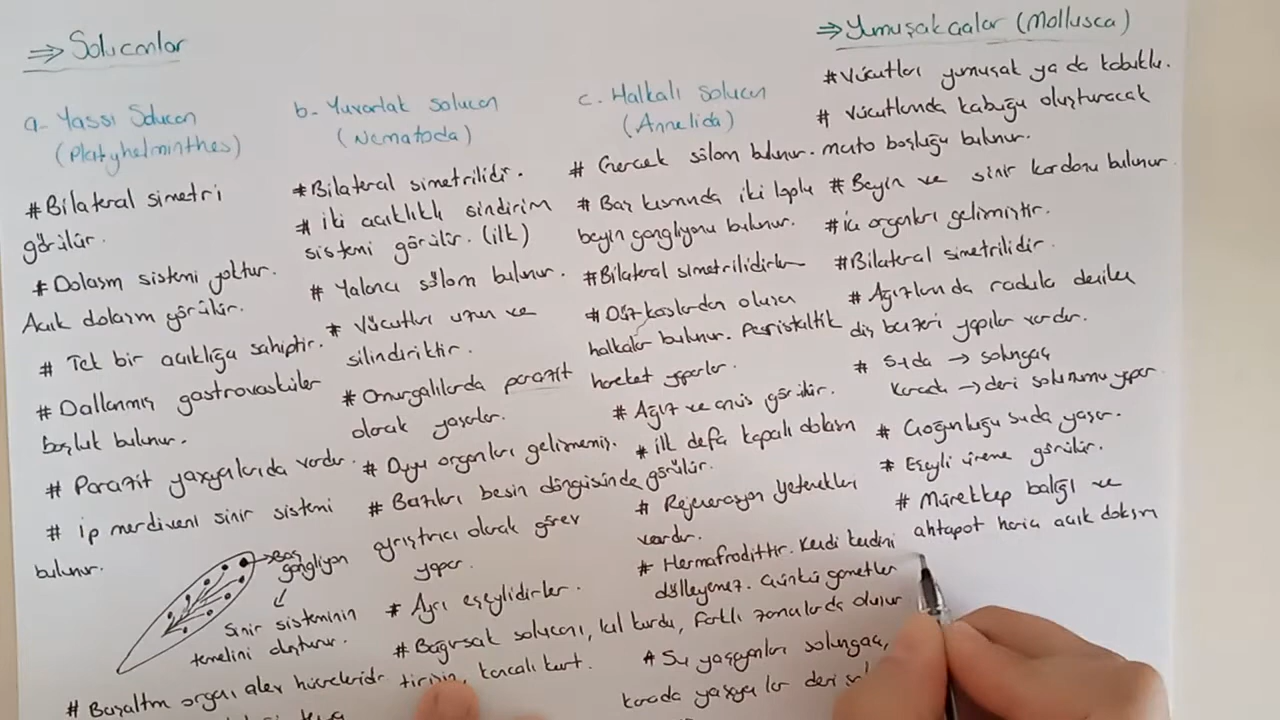 ⇒ Solucanlar
a- Yassı Solucan
(Platyhelminthes)
#Bilateral simetri
görülür.
# Dolaşım sistemi yoktur.
Açık dolaşım görülür.
# Tek bir açıklığa sahiptir.
# Dallanmış gastrovasküler
boşluk bulunur.
# Parazit yaşayanlarıda vardır.
# ip merdiveni sinir sistemi
bulunur.
→Baş
gangliyon
Sinir sisteminin
temelini oluşturur.
# Boşaltım organı alev hücreleridir
b- Yuvarlak solucan
(Nematoda)
#Bilateral simetrilidir.
# iki açıklıklı sindirim
sistemi görülür. (ilk)
# Yalancı sölom bulunur.
# Vücutları uzun ve
silindiriktir.
# Omurgalılarda parazit
olarak yaşarlar.
# Duyu organları gelişmemiş.
# Bazıları besin döngüsünde
ayrıştırıcı olarak görev
yapar.
# Ayrı eşeylidirler.
# Bağırsak solucanı, kıl kurdu,
tirişin, kancalı kurt.
c. Halkalı Solucan
(Annelida)
# Gerçek sölom bulunur.
# Baş kısmında iki loplu
beyin gangliyonu bulunur.
#Bilateral simetrilidirler
# Düz kaslardan oluşan
halkalar bulunur. Peristaltik
hareket yaparlar.
# Ağız ve anüs görülür.
# ilk defa kapalı dolaşım
görülür.
# Rejenerasyon yetenekleri
vardır.
# Hermafrodittir. Kendi kendini
dölleyemez. Çünkü gametler
farklı zamanlarda oluşur
# Su yaşayanları solungaç,
karada yaşayanlar deri
⇒ Yumuşakçalar (Mollusca)
#Vücutları yumuşak ya da kabuklu.
# Vücutlarında kabuğu oluşturacak
manto boşluğu bulunur.
# Beyin ve sinir kordonu bulunur
#iç organları gelişmiştir.
#Bilateral simetrilidir.
# Ağızlarında radula denilen
diş benzeri yapılar vardır.
# Suda → solungaç
Karada → deri solunumu yapar.
# Çoğunluğu suda yaşar.
# Eşeyli üreme görülür.
# Mürekkep balığı ve
ahtapot hariç açık dolaşım